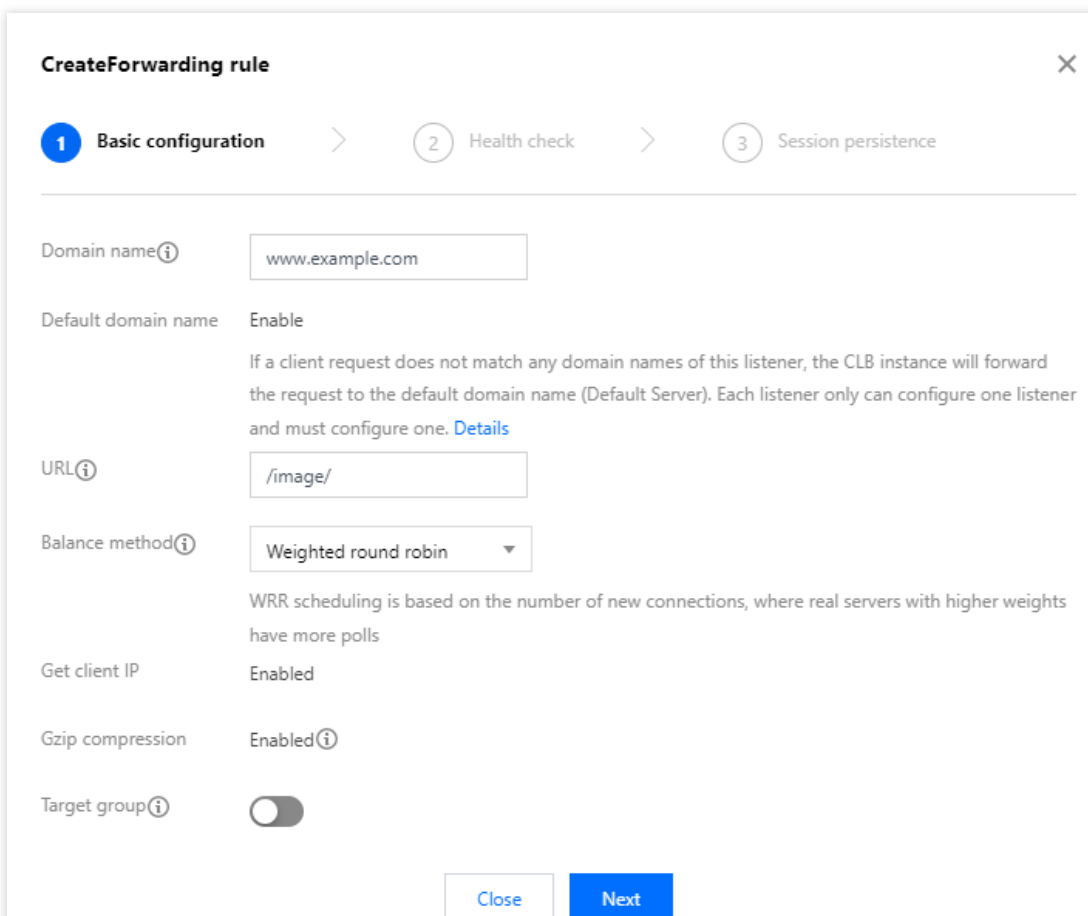 CreateForwarding rule
1 Basic configuration 2 Health check 3 Session persistence
Domain name www.example.com
Default domain name Enable
If a client request does not match any domain names of this listener, the CLB instance will forward
the request to the default domain name (Default Server). Each listener only can configure one listener
and must configure one. Details
URL /image/
Balance method Weighted round robin
WRR scheduling is based on the number of new connections, where real servers with higher weights
have more polls
Get client IP Enabled
Gzip compression Enabled
Target group
Close Next